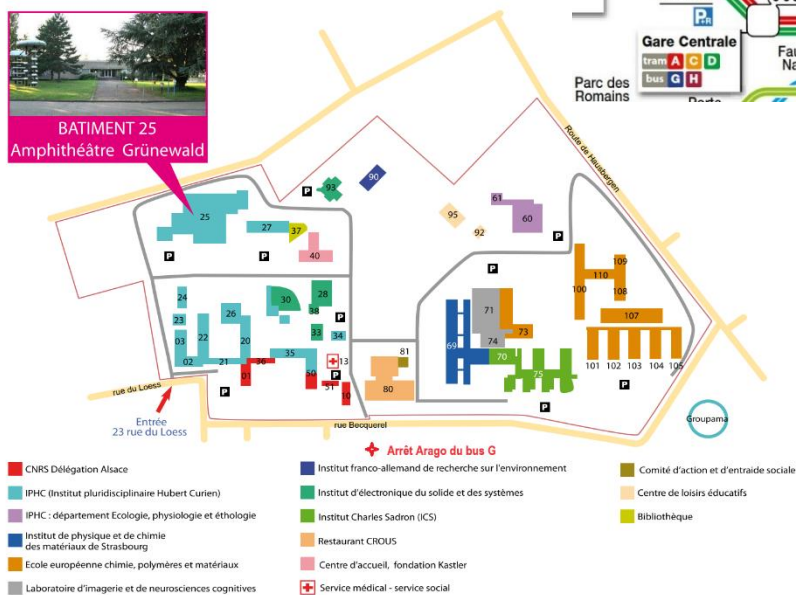 P+R
Gare Centrale
tram A C D
bus G H
Parc des
Romains
BATIMENT 25
Amphithéâtre Grünewald
Route de Hausbergen
90
93
P
25
27
37
40
P
P
61
60
95
92
P
P
24
23
03
02
22
21
26
20
30
28
38
33
34
P
35
36
01
50
51
13
P
10
P
81
80
71
74
73
69
70
75
P
100
110
109
108
107
101
102
103
104
105
P
rue du Loess
Entrée
23 rue du Loess
rue Becquerel
Groupama
Arrêt Arago du bus G
CNRS Délégation Alsace
IPHC (Institut pluridisciplinaire Hubert Curien)
IPHC : département Ecologie, physiologie et éthologie
Institut de physique et de chimie
des matériaux de Strasbourg
Ecole européenne chimie, polymères et matériaux
Laboratoire d'imagerie et de neurosciences cognitives
Institut franco-allemand de recherche sur l'environnement
Institut d'électronique du solide et des systèmes
Institut Charles Sadron (ICS)
Restaurant CROUS
Centre d'accueil, fondation Kastler
Service médical - service social
Comité d'action et d'entraide sociale
Centre de loisirs éducatifs
Bibliothèque